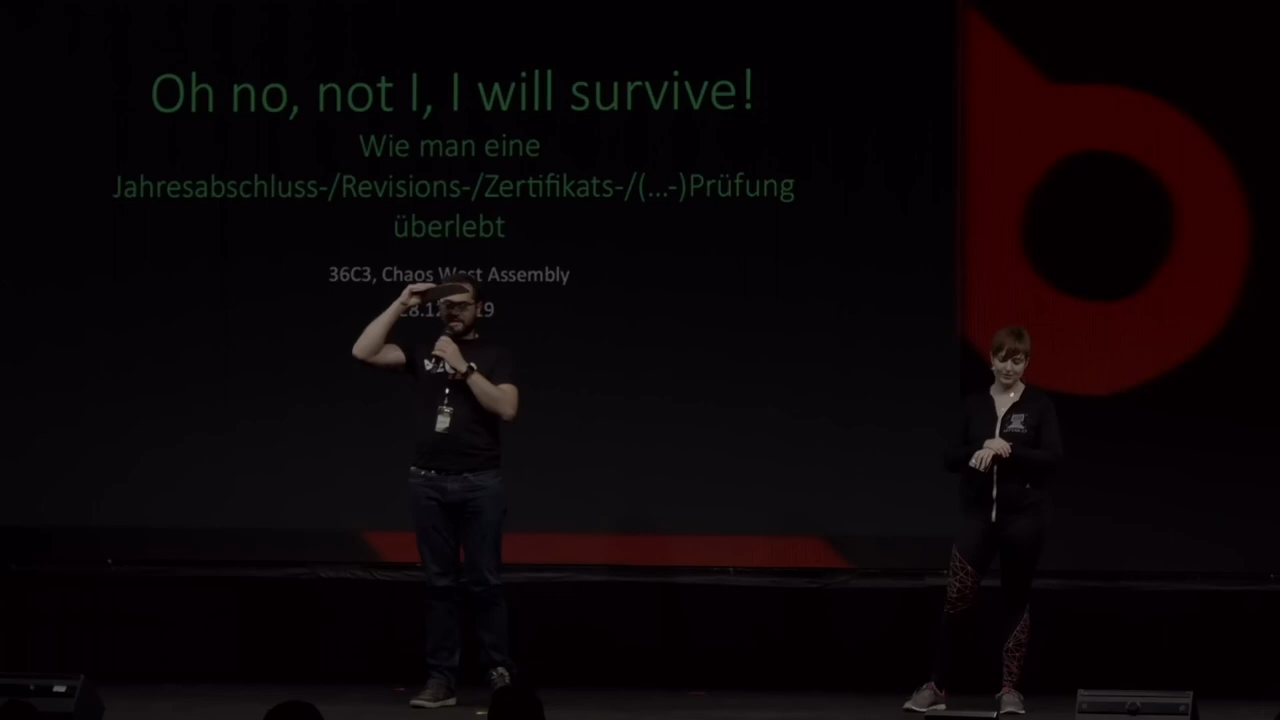 Oh no, not I, I will survive!
Wie man eine
Jahresabschluss-/Revisions-/Zertifikats-/(...-)Prüfung
überlebt
36C3, Chaos West Assembly